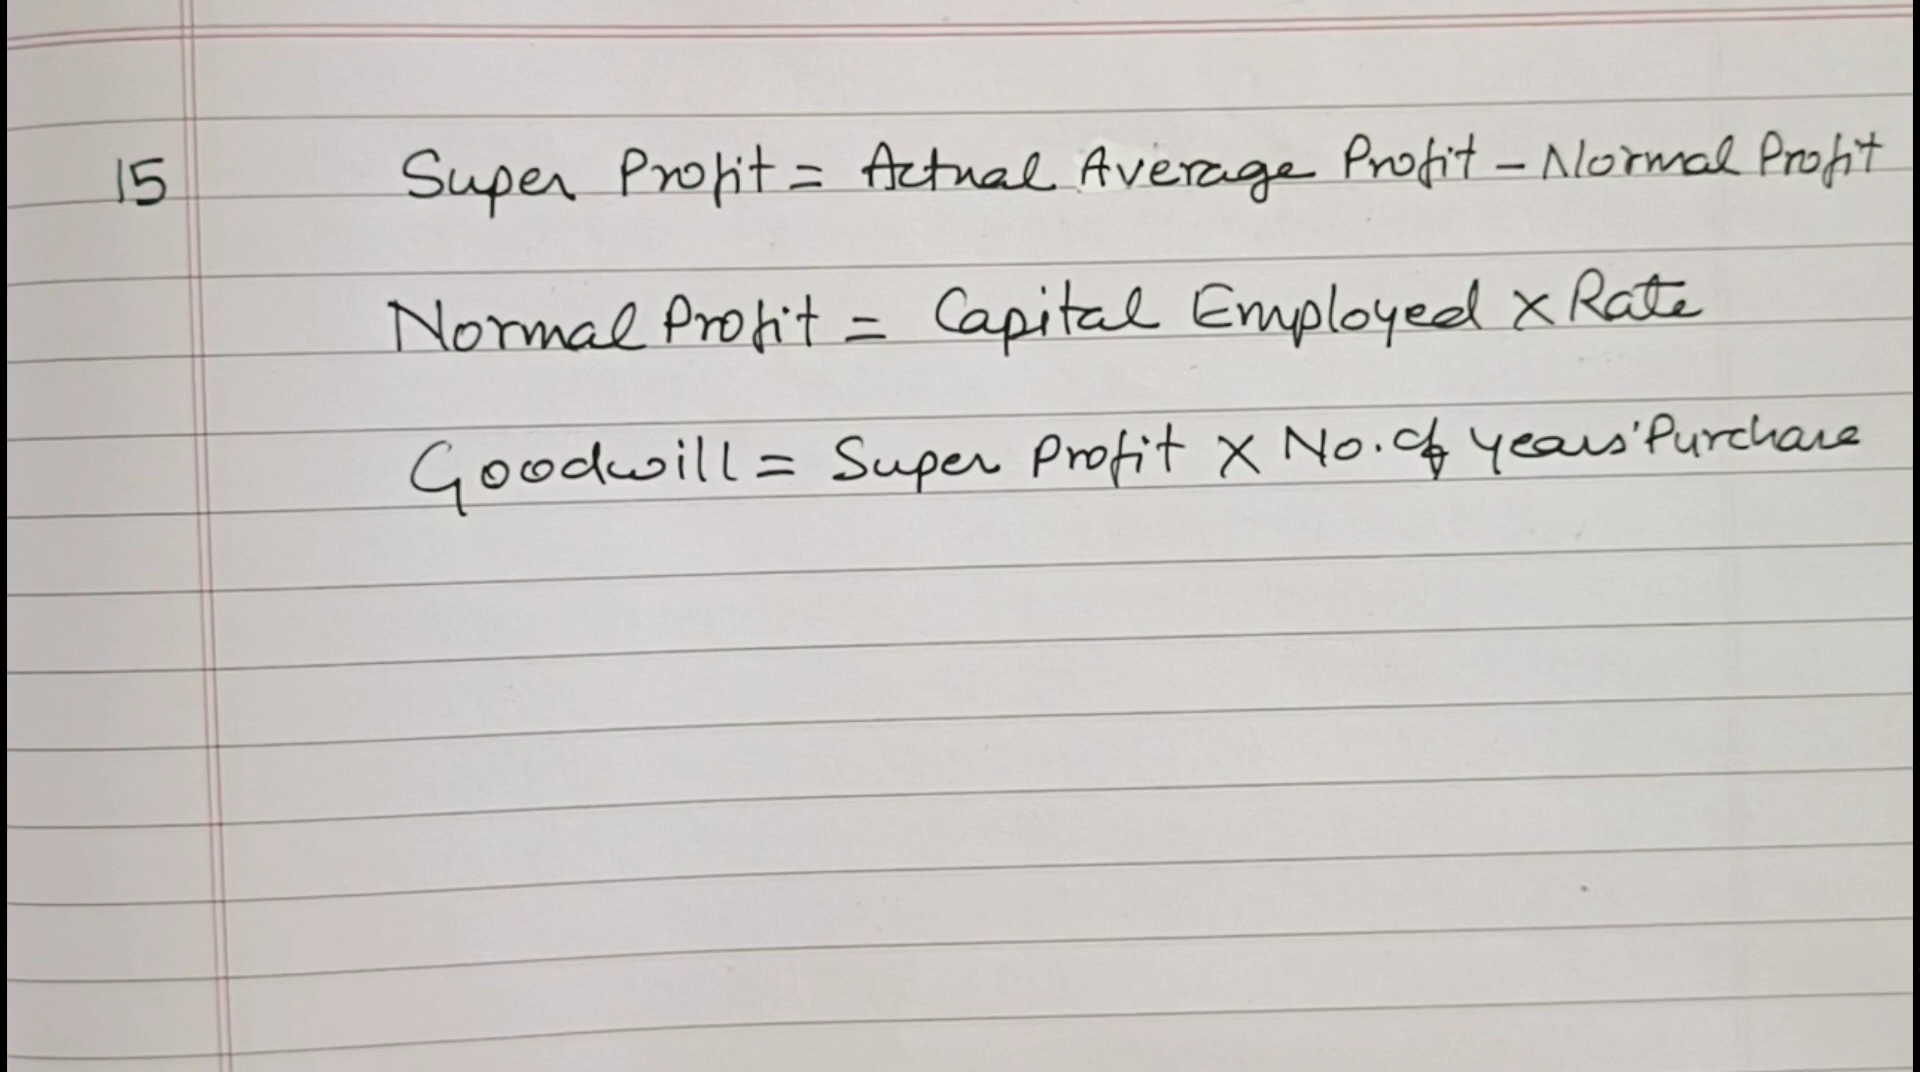 15 Super Profit = Actual Average Profit - Normal Profit
Normal Profit = Capital Employed x Rate
Goodwill = Super Profit x No. of years' Purchase